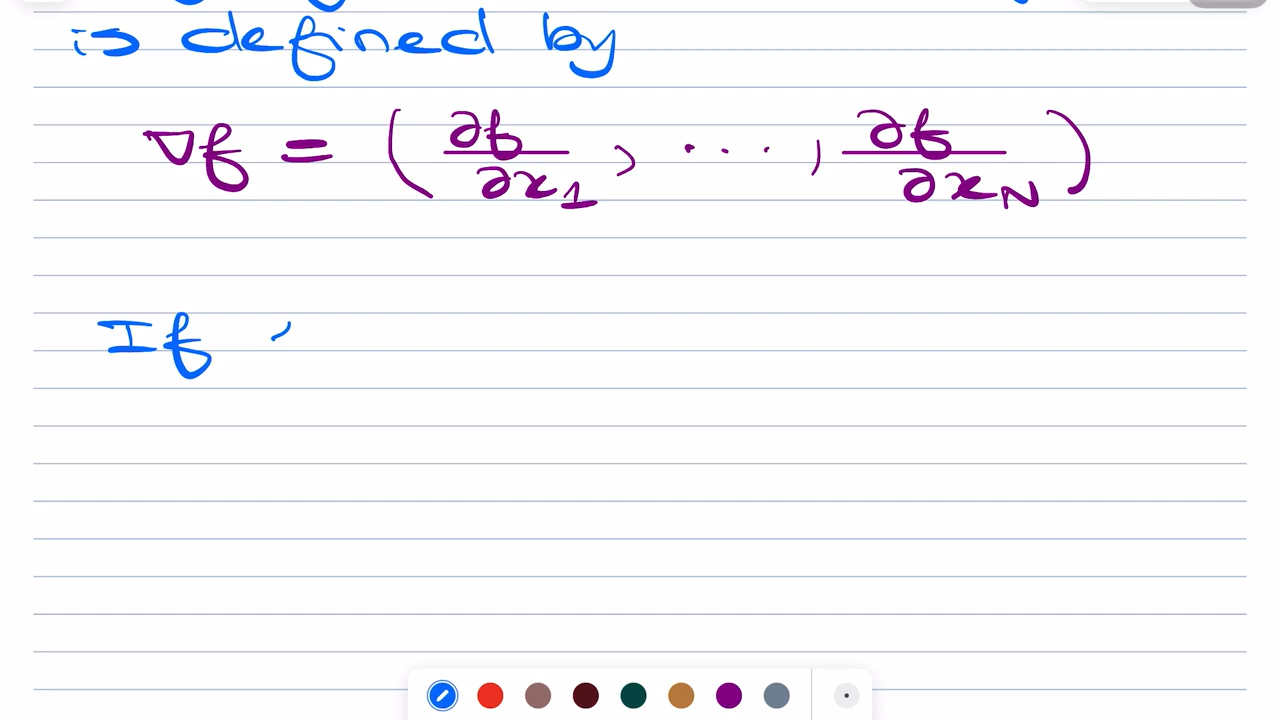 is defined by
∇f = ( ∂f/∂x₁ , ... , ∂f/∂x_N )
If